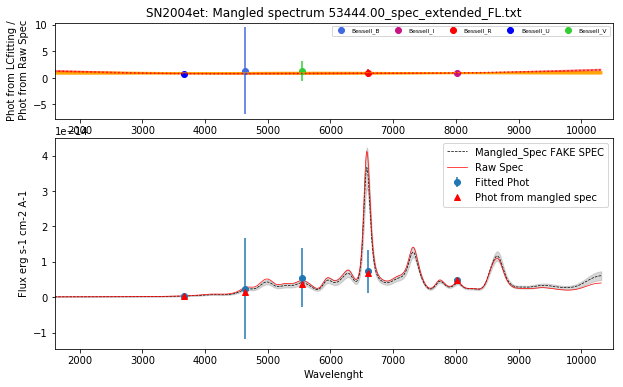 SN2004et: Mangled spectrum 53444.00_spec_extended_FL.txt
Phot from LCfitting /
Phot from Raw Spec
10
5
0
−5
Bessell_B
Bessell_I
Bessell_R
Bessell_U
Bessell_V
2000 3000 4000 5000 6000 7000 8000 9000 10000
1e−14
Flux erg s-1 cm-2 A-1
4
3
2
1
0
−1
Mangled_Spec FAKE SPEC
Raw Spec
Fitted Phot
Phot from mangled spec
2000 3000 4000 5000 6000 7000 8000 9000 10000
Wavelenght